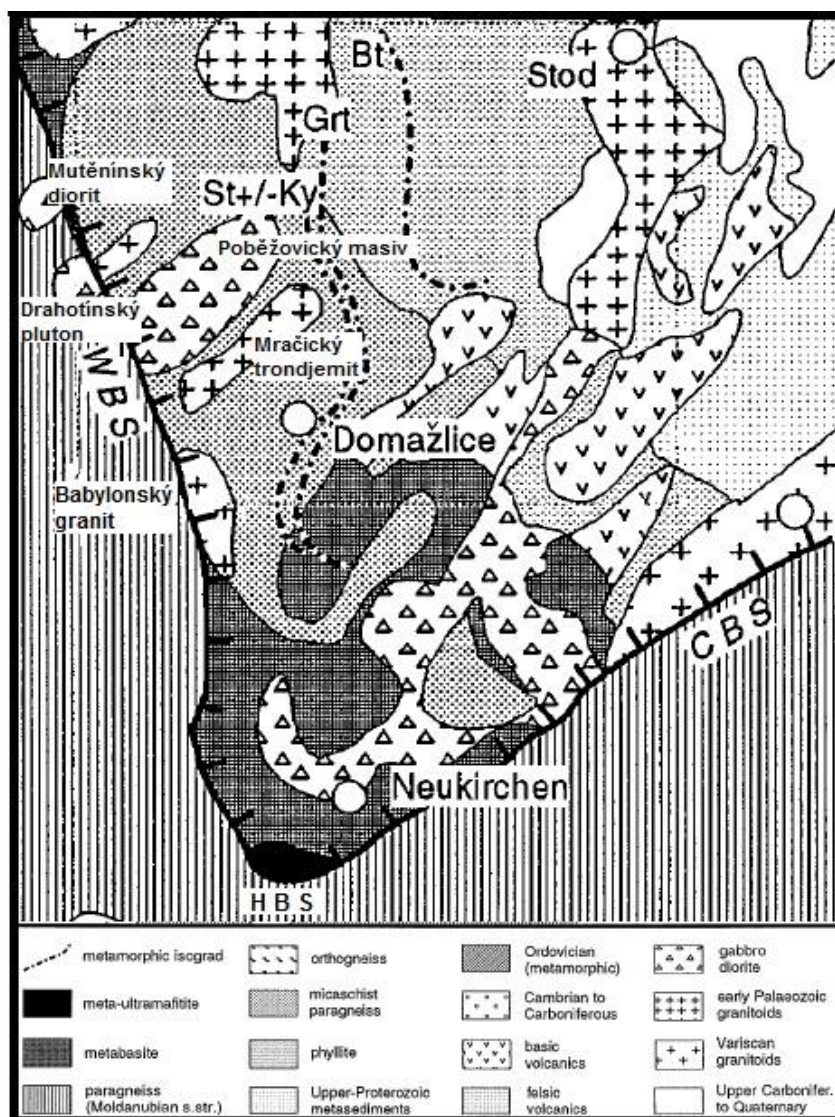 Bt
Stod
Grt
Mutěnínský
diorit
St+/-Ky
Poběžovický masiv
Drahotínský
pluton
WBS
Mračický
trondjemit
Domažlice
Babylonský
granit
CBS
Neukirchen
HBS
metamorphic isograd
orthogneiss
Ordovician
(metamorphic)
gabbro
diorite
meta-ultramafitite
micaschist
paragneiss
Cambrian to
Carboniferous
early Palaeozoic
granitoids
metabasite
phyllite
basic
volcanics
Variscan
granitoids
paragneiss
(Moldanubian s.str.)
Upper-Proterozoic
metasediments
felsic
volcanics
Upper Carbonifer.
to Quaternary